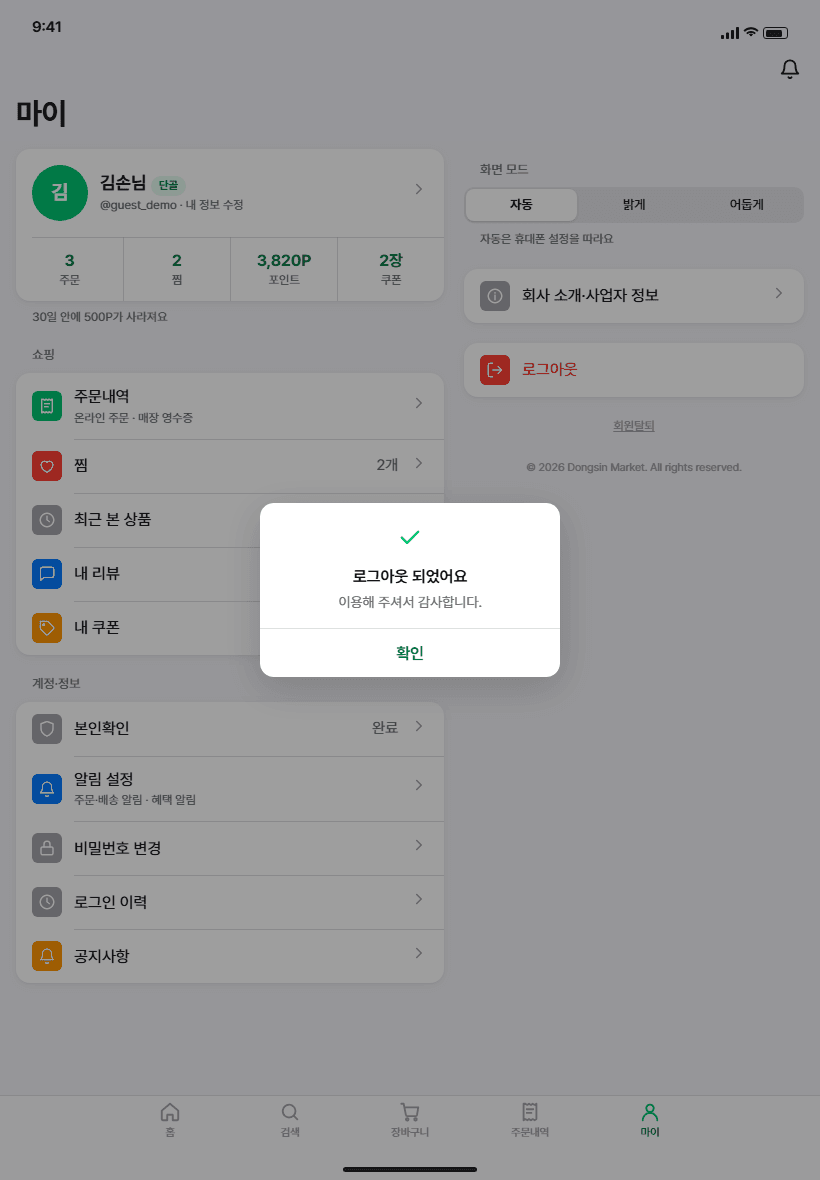 9:41
마이
김
김손님 단골
@guest_demo · 내 정보 수정
3
주문
2
찜
3,820P
포인트
2장
쿠폰
30일 안에 500P가 사라져요
쇼핑
주문내역
온라인 주문 · 매장 영수증
찜
2개
최근 본 상품
내 리뷰
내 쿠폰
계정·정보
본인확인
완료
알림 설정
주문·배송 알림 · 혜택 알림
비밀번호 변경
로그인 이력
공지사항
화면 모드
자동
밝게
어둡게
자동은 휴대폰 설정을 따라요
회사 소개·사업자 정보
로그아웃
회원탈퇴
© 2026 Dongsin Market. All rights reserved.
로그아웃 되었어요
이용해 주셔서 감사합니다.
확인
홈
검색
장바구니
주문내역
마이